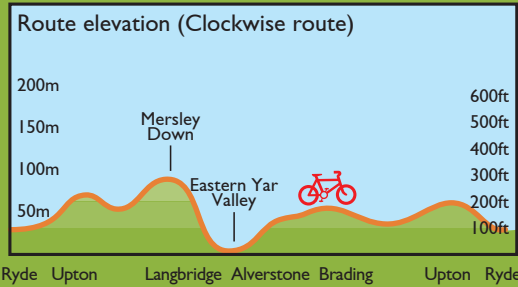 Route elevation (Clockwise route)
200m
600ft
150m
Mersley
Down
500ft
400ft
100m
300ft
Eastern Yar
Valley
50m
200ft
100ft
Ryde Upton Langbridge Alverstone Brading Upton Ryde